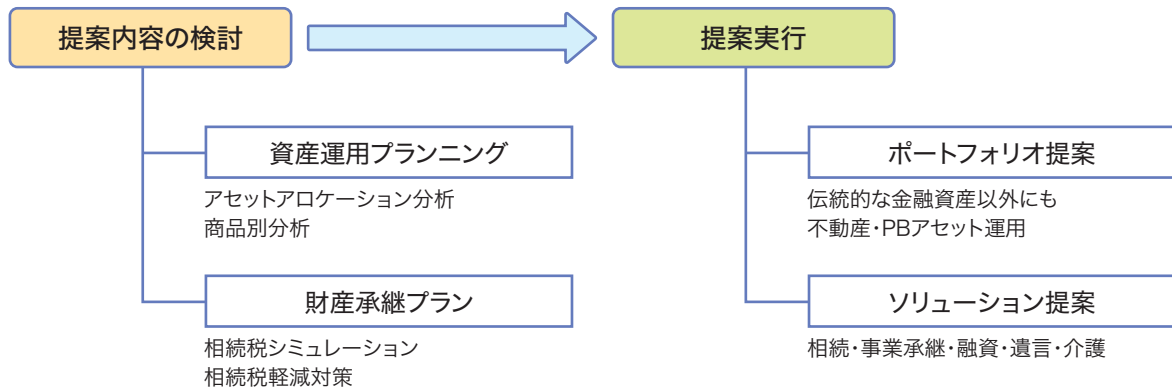 提案内容の検討
提案実行
資産運用プランニング
アセットアロケーション分析
商品別分析
財産承継プラン
相続税シミュレーション
相続税軽減対策
ポートフォリオ提案
伝統的な金融資産以外にも
不動産・PBアセット運用
ソリューション提案
相続・事業承継・融資・遺言・介護